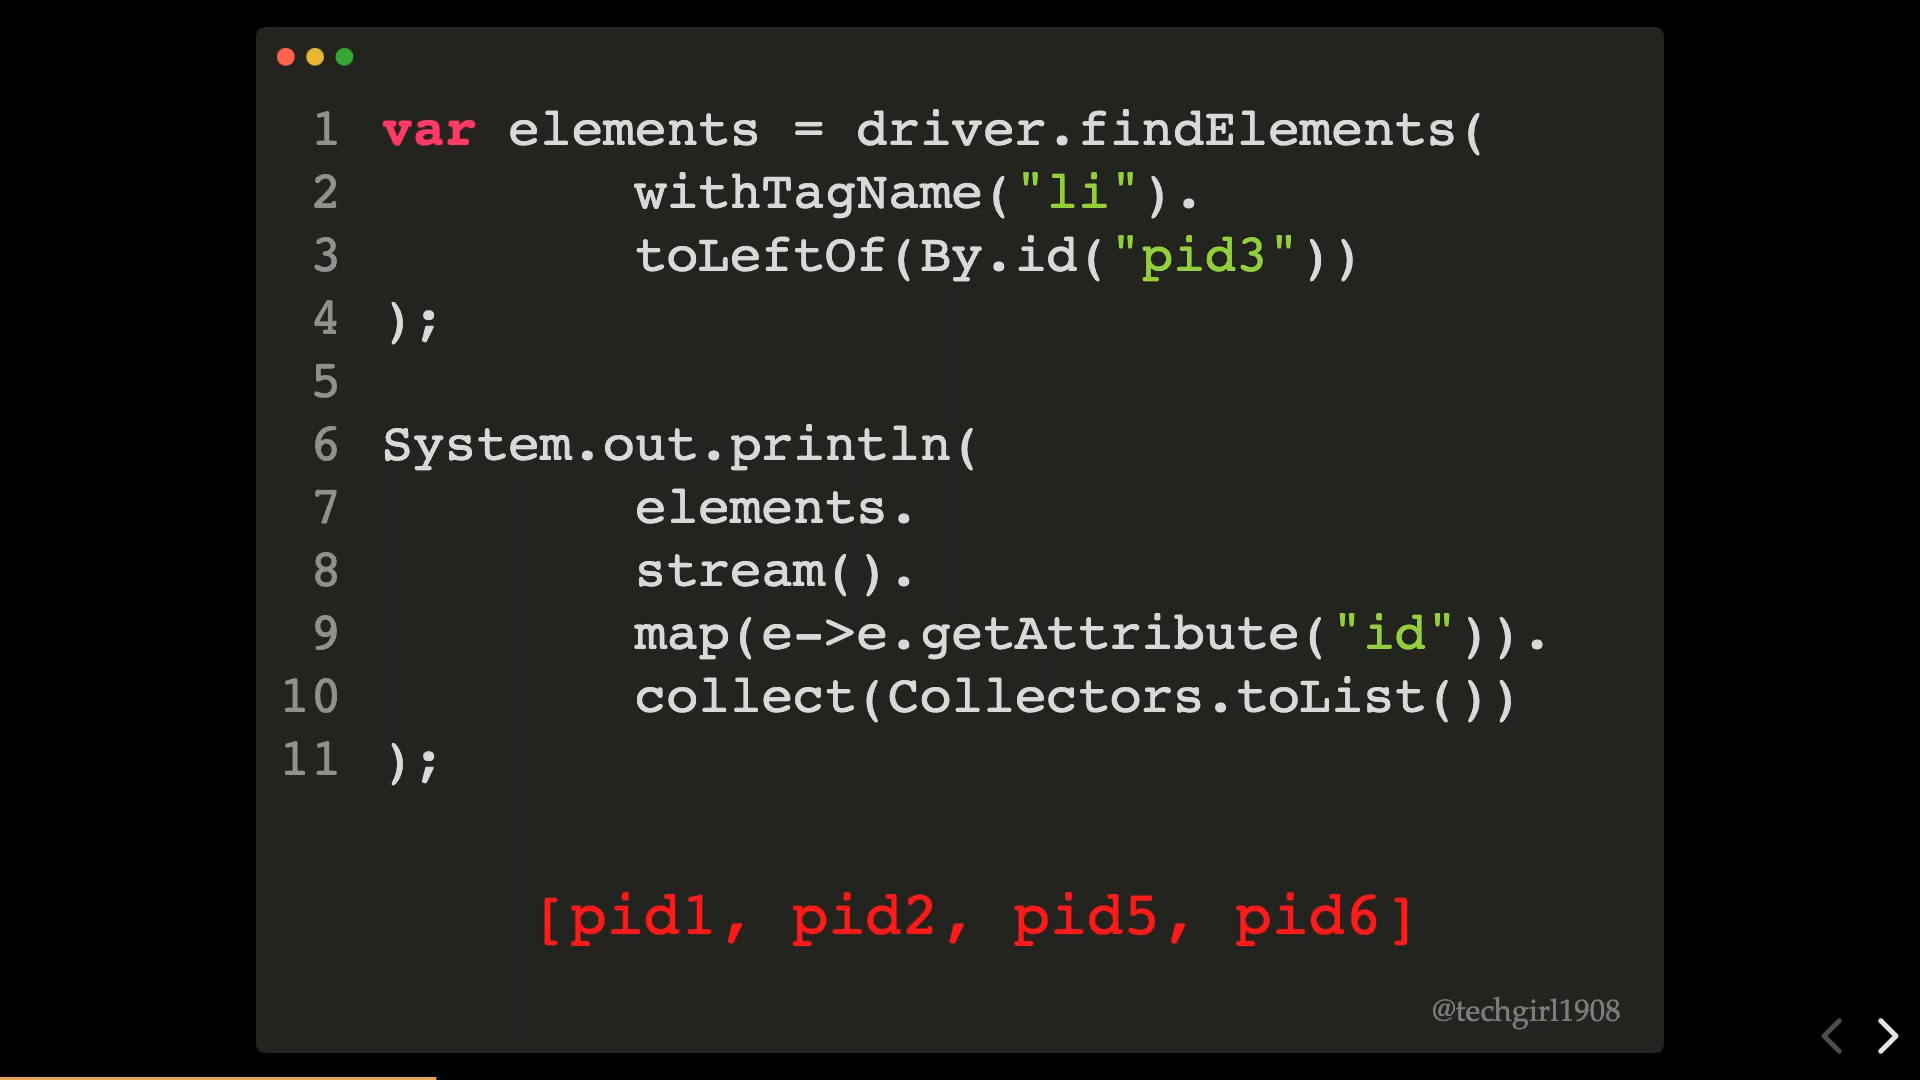 1 var elements = driver.findElements(
2 withTagName("li").
3 toLeftOf(By.id("pid3"))
4 );
5
6 System.out.println(
7 elements.
8 stream().
9 map(e->e.getAttribute("id")).
10 collect(Collectors.toList())
11 );
[pid1, pid2, pid5, pid6]
@techgirl1908